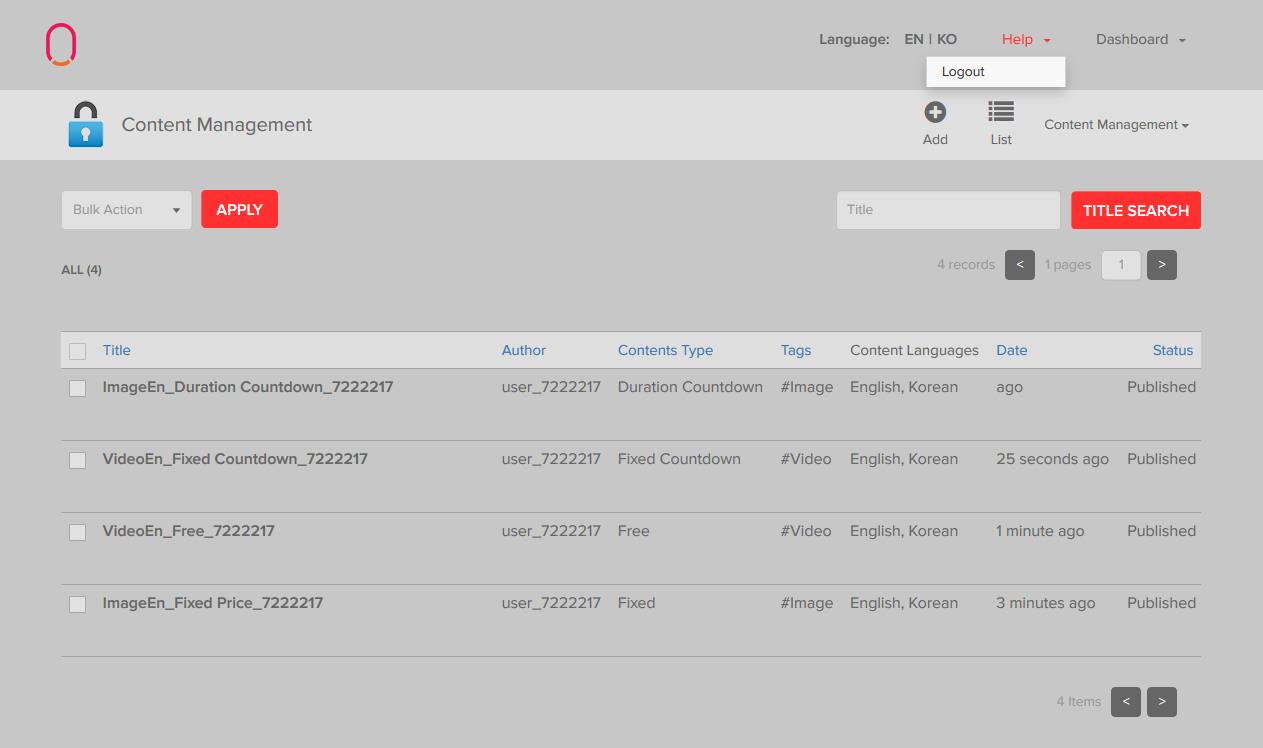 Language: EN | KO Help Dashboard
Logout
Content Management
Add List Content Management
Bulk Action APPLY Title TITLE SEARCH
ALL (4) 4 records < 1 pages 1 >
Title Author Contents Type Tags Content Languages Date Status
ImageEn_Duration Countdown_7222217 user_7222217 Duration Countdown #Image English, Korean ago Published
VideoEn_Fixed Countdown_7222217 user_7222217 Fixed Countdown #Video English, Korean 25 seconds ago Published
VideoEn_Free_7222217 user_7222217 Free #Video English, Korean 1 minute ago Published
ImageEn_Fixed Price_7222217 user_7222217 Fixed #Image English, Korean 3 minutes ago Published
4 Items < >